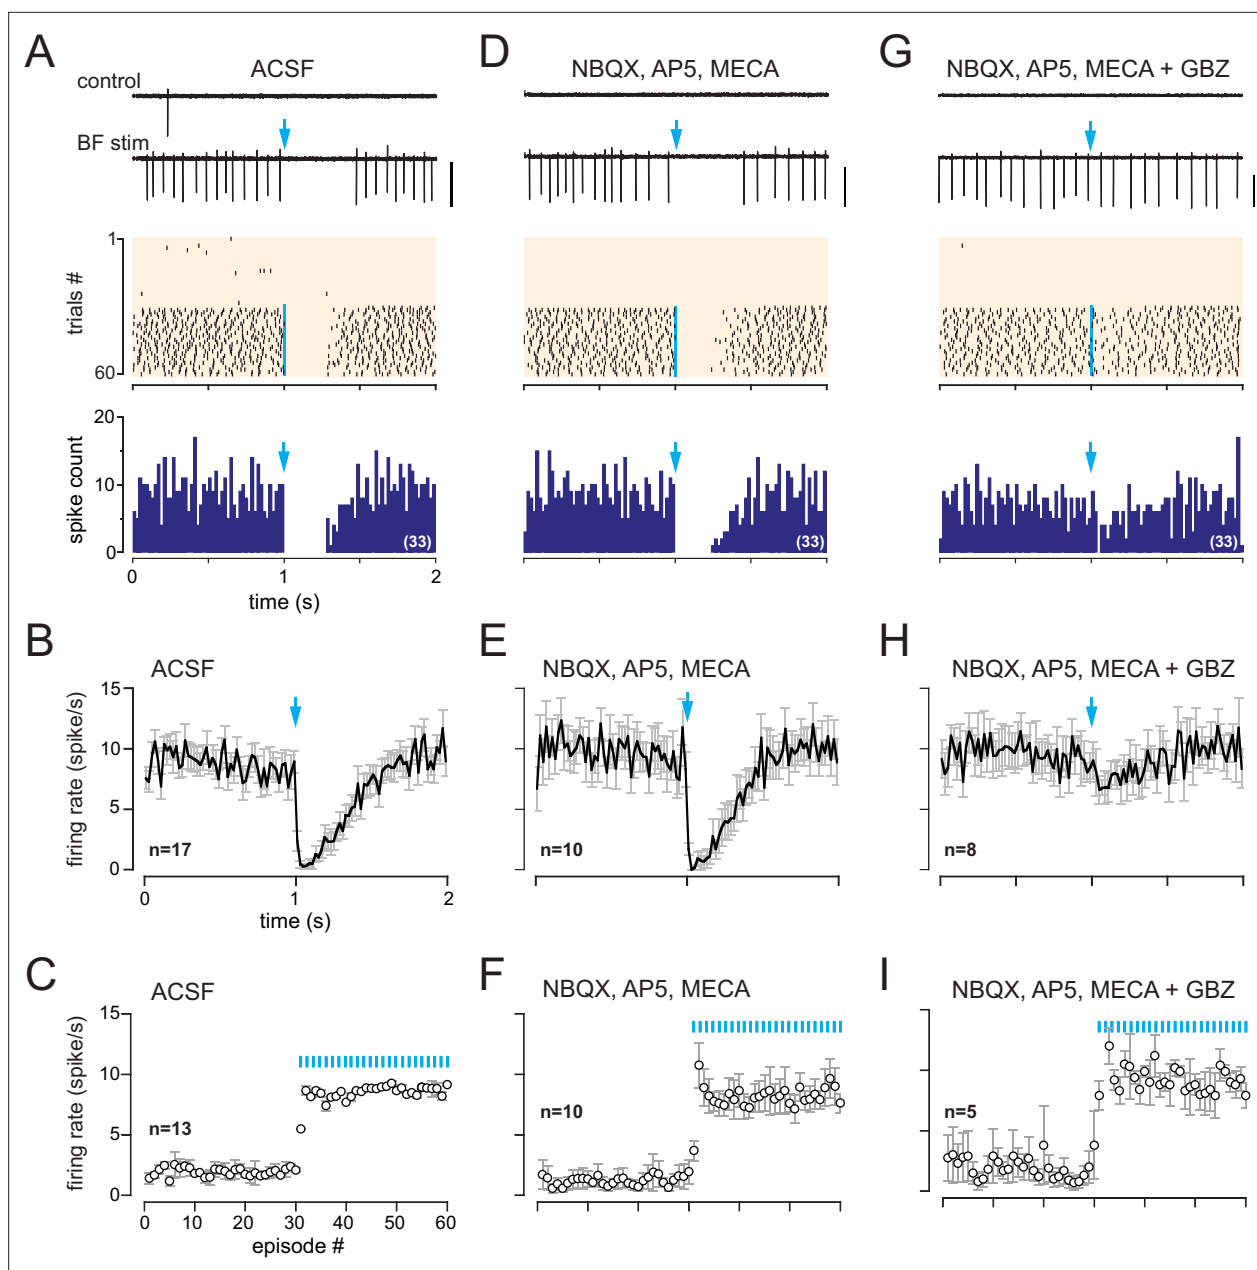 A
ACSF
control
BF stim
1
trials #
60
20
10
0
spike count
(33)
0
1
2
time (s)
D
NBQX, AP5, MECA
(33)
G
NBQX, AP5, MECA + GBZ
(33)
B
ACSF
15
10
5
0
firing rate (spike/s)
n=17
0
1
2
time (s)
E
NBQX, AP5, MECA
n=10
H
NBQX, AP5, MECA + GBZ
n=8
C
ACSF
15
10
5
0
firing rate (spike/s)
n=13
0
10
20
30
40
50
60
episode #
F
NBQX, AP5, MECA
n=10
I
NBQX, AP5, MECA + GBZ
n=5